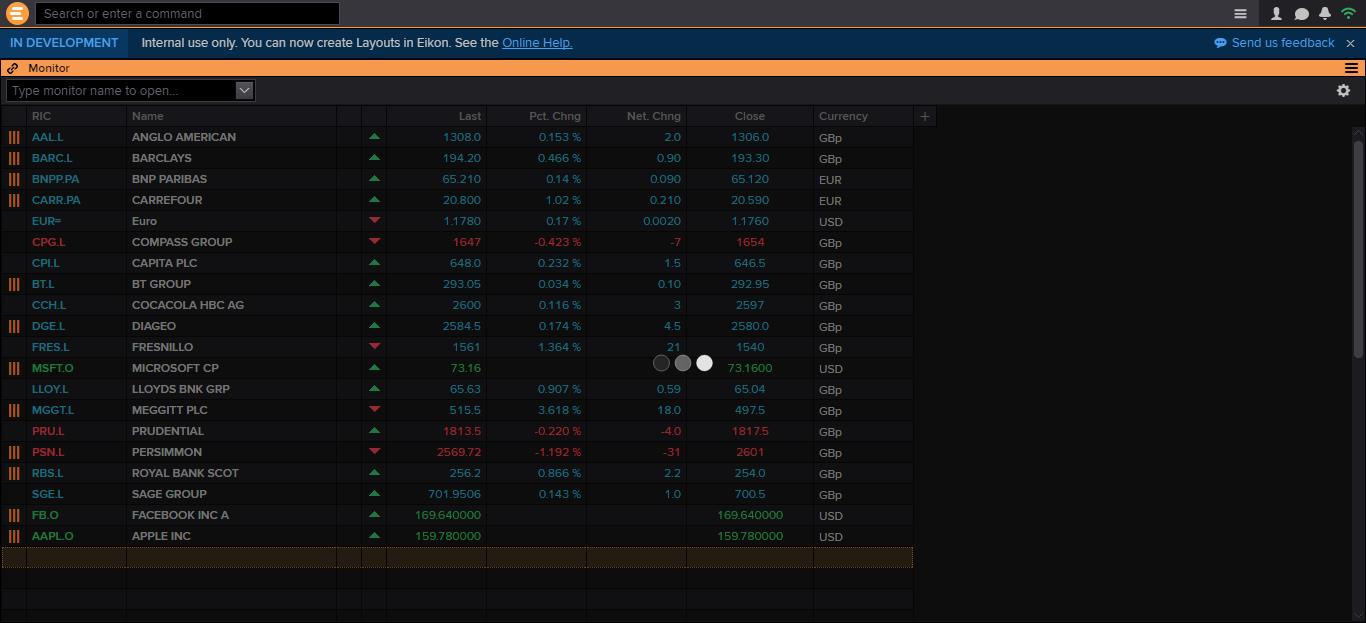 Search or enter a command
IN DEVELOPMENT Internal use only. You can now create Layouts in Eikon. See the Online Help. Send us feedback
Monitor
Type monitor name to open...
RIC Name Last Pct. Chng Net. Chng Close Currency +
AAL.L ANGLO AMERICAN 1308.0 0.153 % 2.0 1306.0 GBp
BARC.L BARCLAYS 194.20 0.466 % 0.90 193.30 GBp
BNPP.PA BNP PARIBAS 65.210 0.14 % 0.090 65.120 EUR
CARR.PA CARREFOUR 20.800 1.02 % 0.210 20.590 EUR
EUR= Euro 1.1780 0.17 % 0.0020 1.1760 USD
CPG.L COMPASS GROUP 1647 -0.423 % -7 1654 GBp
CPI.L CAPITA PLC 648.0 0.232 % 1.5 646.5 GBp
BT.L BT GROUP 293.05 0.034 % 0.10 292.95 GBp
CCH.L COCACOLA HBC AG 2600 0.116 % 3 2597 GBp
DGE.L DIAGEO 2584.5 0.174 % 4.5 2580.0 GBp
FRES.L FRESNILLO 1561 1.364 % 21 1540 GBp
MSFT.O MICROSOFT CP 73.16 73.1600 USD
LLOY.L LLOYDS BNK GRP 65.63 0.907 % 0.59 65.04 GBp
MGGT.L MEGGITT PLC 515.5 3.618 % 18.0 497.5 GBp
PRU.L PRUDENTIAL 1813.5 -0.220 % -4.0 1817.5 GBp
PSN.L PERSIMMON 2569.72 -1.192 % -31 2601 GBp
RBS.L ROYAL BANK SCOT 256.2 0.866 % 2.2 254.0 GBp
SGE.L SAGE GROUP 701.9506 0.143 % 1.0 700.5 GBp
FB.O FACEBOOK INC A 169.640000 169.640000 USD
AAPL.O APPLE INC 159.780000 159.780000 USD